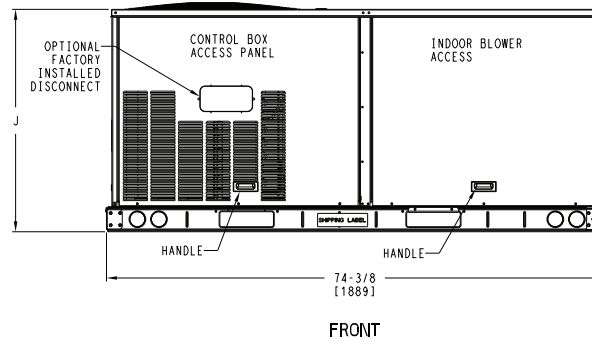 CONTROL BOX
ACCESS PANEL
OPTIONAL
FACTORY
INSTALLED
DISCONNECT
INDOOR BLOWER
ACCESS
J
SHIPPING LABEL
HANDLE
HANDLE
74-3/8
[1889]
FRONT